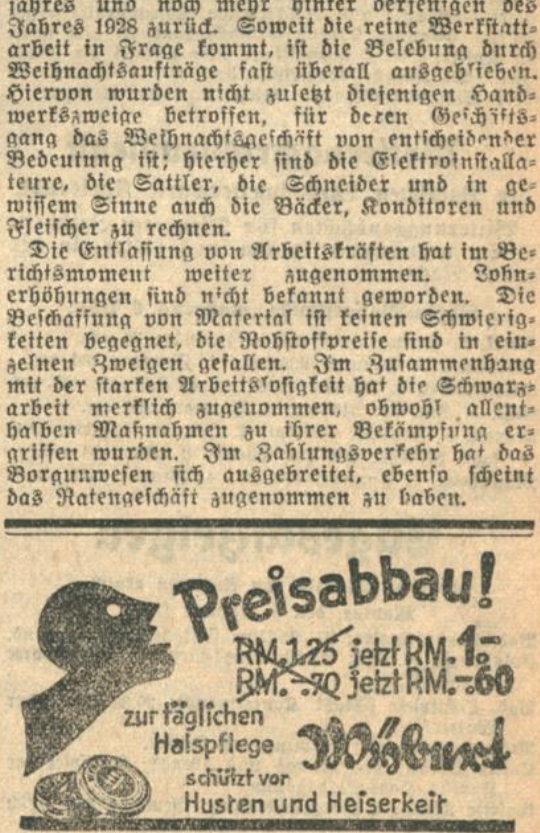 jahres und noch mehr hinter derjenigen des
Jahres 1928 zurück. Soweit die reine Werkstatt-
arbeit in Frage kommt, ist die Belebung durch
Weihnachtsaufträge fast überall ausgeblieben.
Hiervon wurden nicht zuletzt diejenigen Hand-
werkszweige betroffen, für deren Geschäfts-
gang das Weihnachtsgeschäft von entscheidender
Bedeutung ist; hierher sind die Elektroinstalla-
teure, die Sattler, die Schneider und in ge-
wissem Sinne auch die Bäcker, Konditoren und
Fleischer zu rechnen.
Die Entlassung von Arbeitskräften hat im Be-
richtsmoment weiter zugenommen. Lohn-
erhöhungen sind nicht bekannt geworden. Die
Beschaffung von Material ist keinen Schwierig-
keiten begegnet, die Rohstoffpreise sind in ein-
zelnen Zweigen gefallen. Im Zusammenhang
mit der starken Arbeitslosigkeit hat die Schwarz-
arbeit merklich zugenommen, obwohl allent-
halben Maßnahmen zu ihrer Bekämpfung er-
griffen wurden. Im Zahlungsverkehr hat das
Borgunwesen sich ausgebreitet, ebenso scheint
das Ratengeschäft zugenommen zu haben.
Preisabbau!
RM. 1.25 jetzt RM. 1.-
RM. -.70 jetzt RM. -.60
zur täglichen
Halspflege Wybert
schützt vor
Husten und Heiserkeit